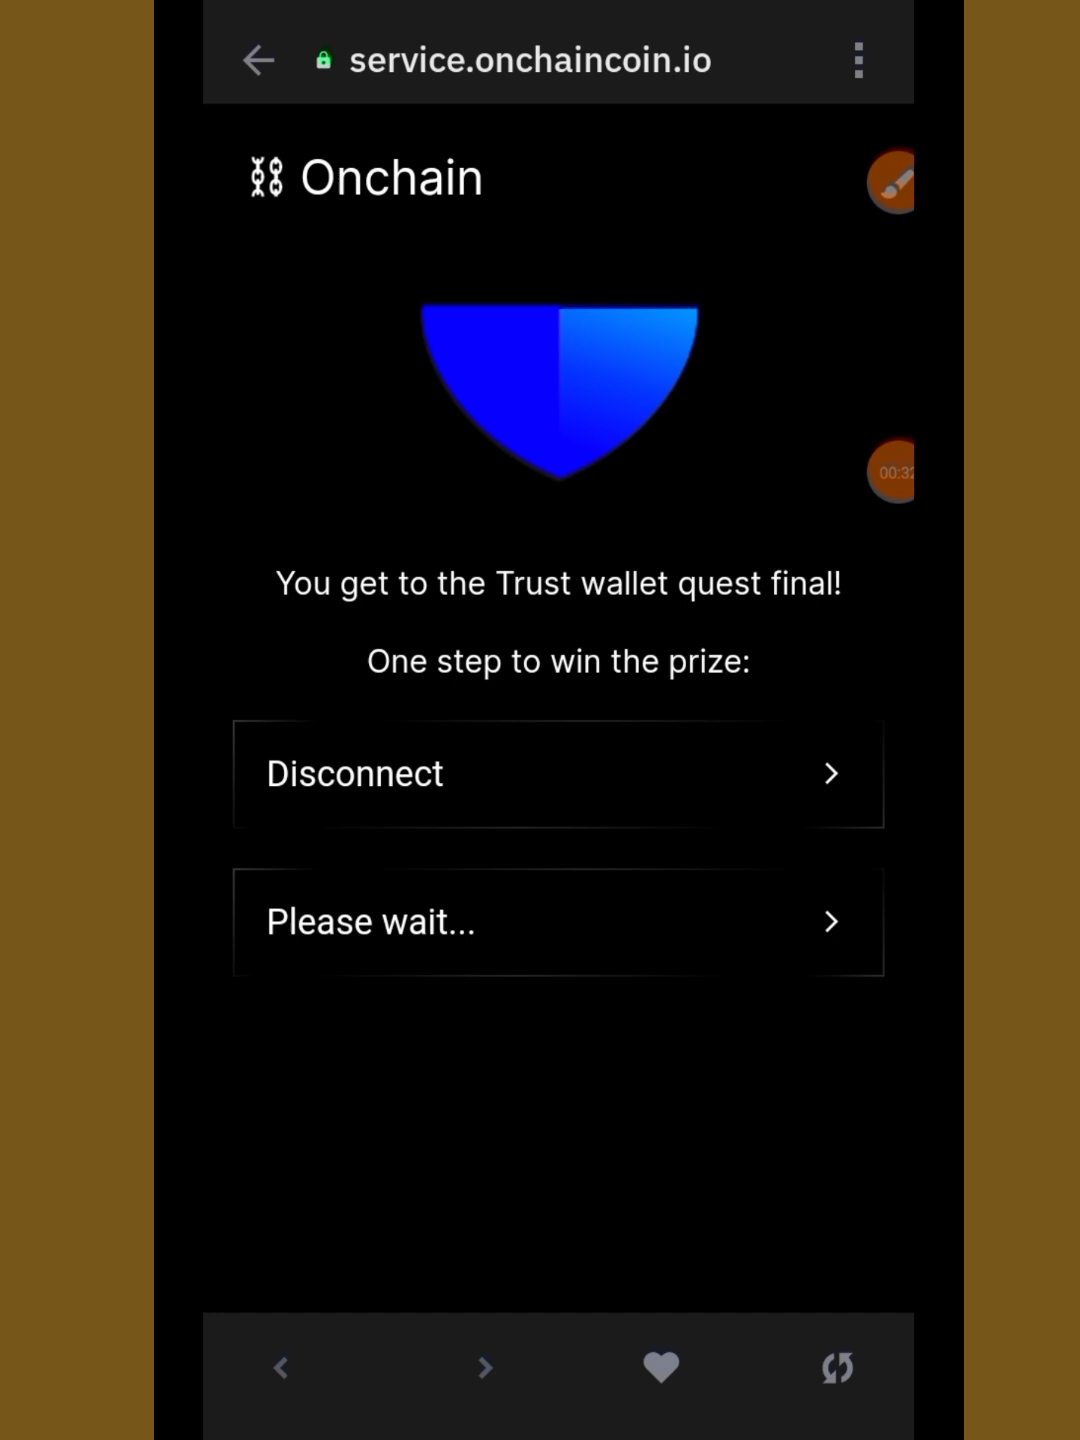 service.onchaincoin.io
Onchain
You get to the Trust wallet quest final!
One step to win the prize:
Disconnect
Please wait...